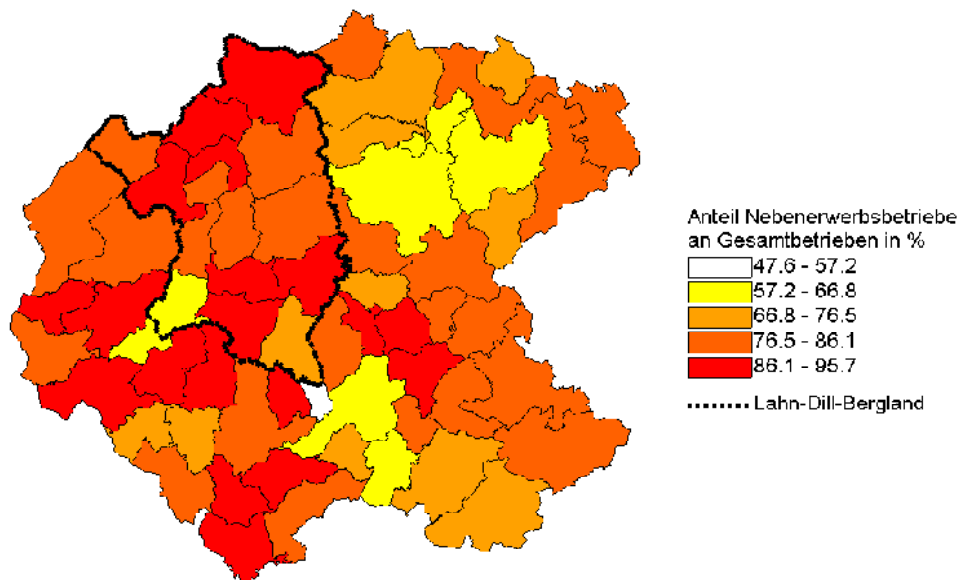 Anteil Nebenerwerbsbetriebe
an Gesamtbetrieben in %
47.6 - 57.2
57.2 - 66.8
66.8 - 76.5
76.5 - 86.1
86.1 - 95.7
Lahn-Dill-Bergland